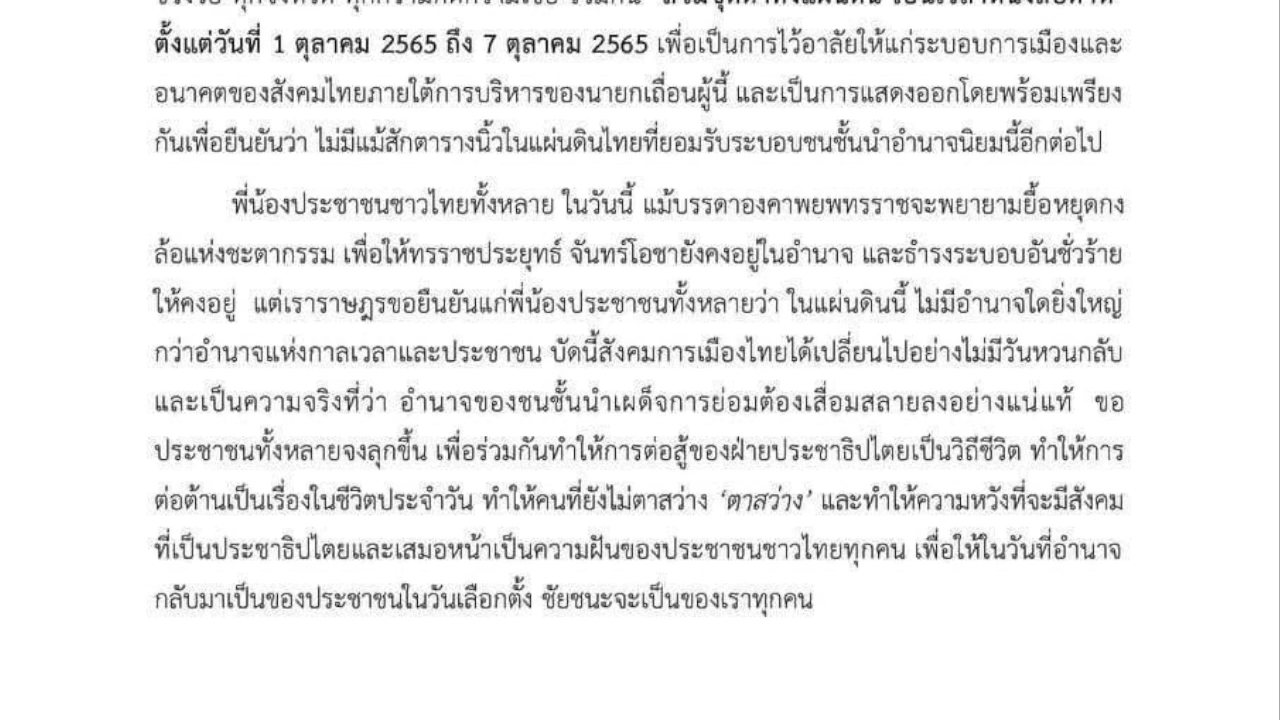 ตั้งแต่วันที่ 1 ตุลาคม 2565 ถึง 7 ตุลาคม 2565 เพื่อเป็นการไว้อาลัยให้แก่ระบอบการเมืองและ
อนาคตของสังคมไทยภายใต้การบริหารของนายกเถื่อนผู้นี้ และเป็นการแสดงออกโดยพร้อมเพรียง
กันเพื่อยืนยันว่า ไม่มีแม้สักตารางนิ้วในแผ่นดินไทยที่ยอมรับระบอบชนชั้นนำอำนาจนิยมนี้อีกต่อไป
พี่น้องประชาชนชาวไทยทั้งหลาย ในวันนี้ แม้บรรดาองคาพยพทรราชจะพยายามยื้อหยุดกง
ล้อแห่งชะตากรรม เพื่อให้ทรราชประยุทธ์ จันทร์โอชายังคงอยู่ในอำนาจ และธำรงระบอบอันชั่วร้าย
ให้คงอยู่ แต่เราราษฎรขอยืนยันแก่พี่น้องประชาชนทั้งหลายว่า ในแผ่นดินนี้ ไม่มีอำนาจใดยิ่งใหญ่
กว่าอำนาจแห่งกาลเวลาและประชาชน บัดนี้สังคมการเมืองไทยได้เปลี่ยนไปอย่างไม่มีวันหวนกลับ
และเป็นความจริงที่ว่า อำนาจของชนชั้นนำเผด็จการย่อมต้องเสื่อมสลายลงอย่างแน่แท้ ขอ
ประชาชนทั้งหลายจงลุกขึ้น เพื่อร่วมกันทำให้การต่อสู้ของฝ่ายประชาธิปไตยเป็นวิถีชีวิต ทำให้การ
ต่อต้านเป็นเรื่องในชีวิตประจำวัน ทำให้คนที่ยังไม่ตาสว่าง ‘ตาสว่าง’ และทำให้ความหวังที่จะมีสังคม
ที่เป็นประชาธิปไตยและเสมอหน้าเป็นความฝันของประชาชนชาวไทยทุกคน เพื่อให้ในวันที่อำนาจ
กลับมาเป็นของประชาชนในวันเลือกตั้ง ชัยชนะจะเป็นของเราทุกคน